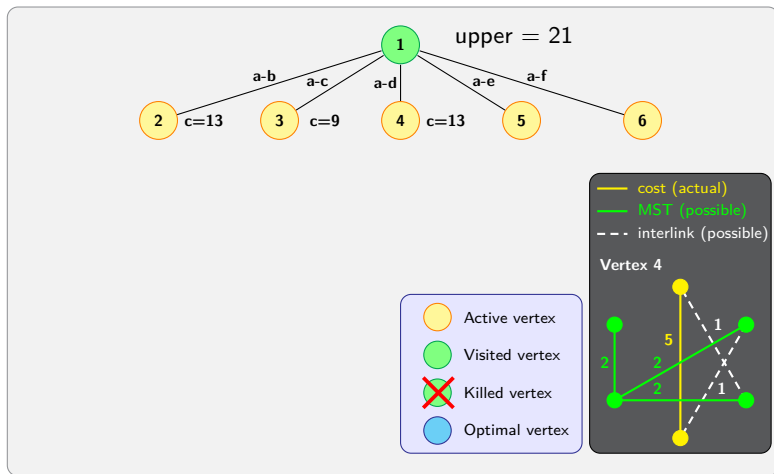 upper = 21
1
a-b
a-c
a-d
a-e
a-f
2
c=13
3
c=9
4
c=13
5
6
cost (actual)
MST (possible)
interlink (possible)
Vertex 4
1
5
2
2
2
1
Active vertex
Visited vertex
Killed vertex
Optimal vertex